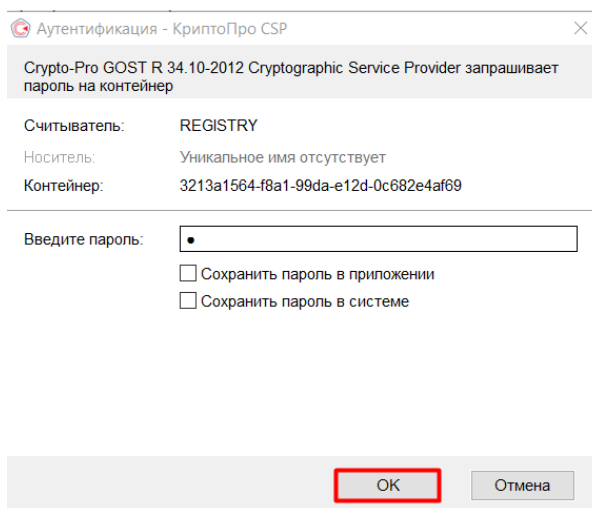 Аутентификация - КриптоПро CSP
Crypto-Pro GOST R 34.10-2012 Cryptographic Service Provider запрашивает
пароль на контейнер
Считыватель: REGISTRY
Носитель: Уникальное имя отсутствует
Контейнер: 3213a1564-f8a1-99da-e12d-0c682e4af69
Введите пароль: ●
Сохранить пароль в приложении
Сохранить пароль в системе
OK Отмена